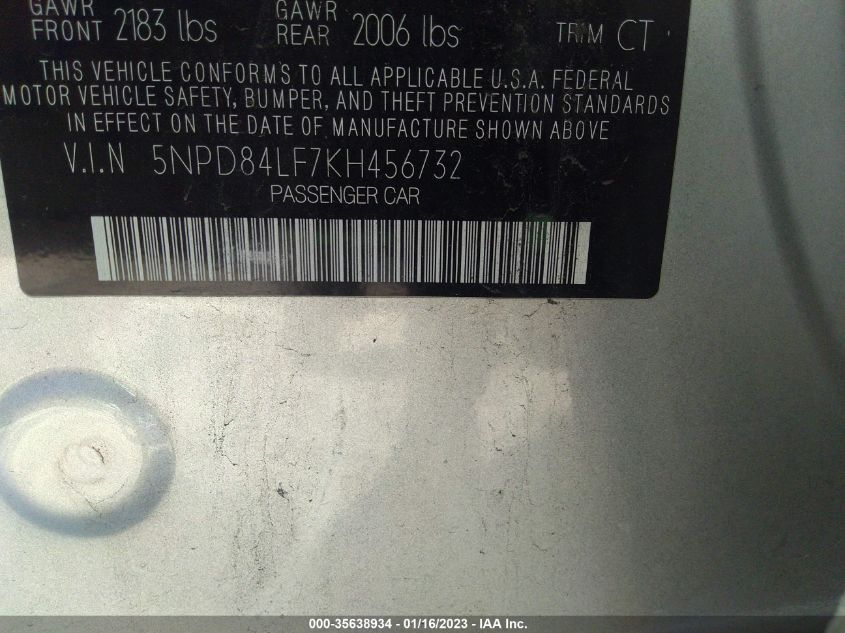 GAWR FRONT 2183 lbs GAWR REAR 2006 lbs TRIM CT
THIS VEHICLE CONFORMS TO ALL APPLICABLE U.S.A. FEDERAL
MOTOR VEHICLE SAFETY, BUMPER, AND THEFT PREVENTION STANDARDS
IN EFFECT ON THE DATE OF MANUFACTURE SHOWN ABOVE
V.I.N 5NPD84LF7KH456732
PASSENGER CAR
000-35638934 - 01/16/2023 - IAA Inc.